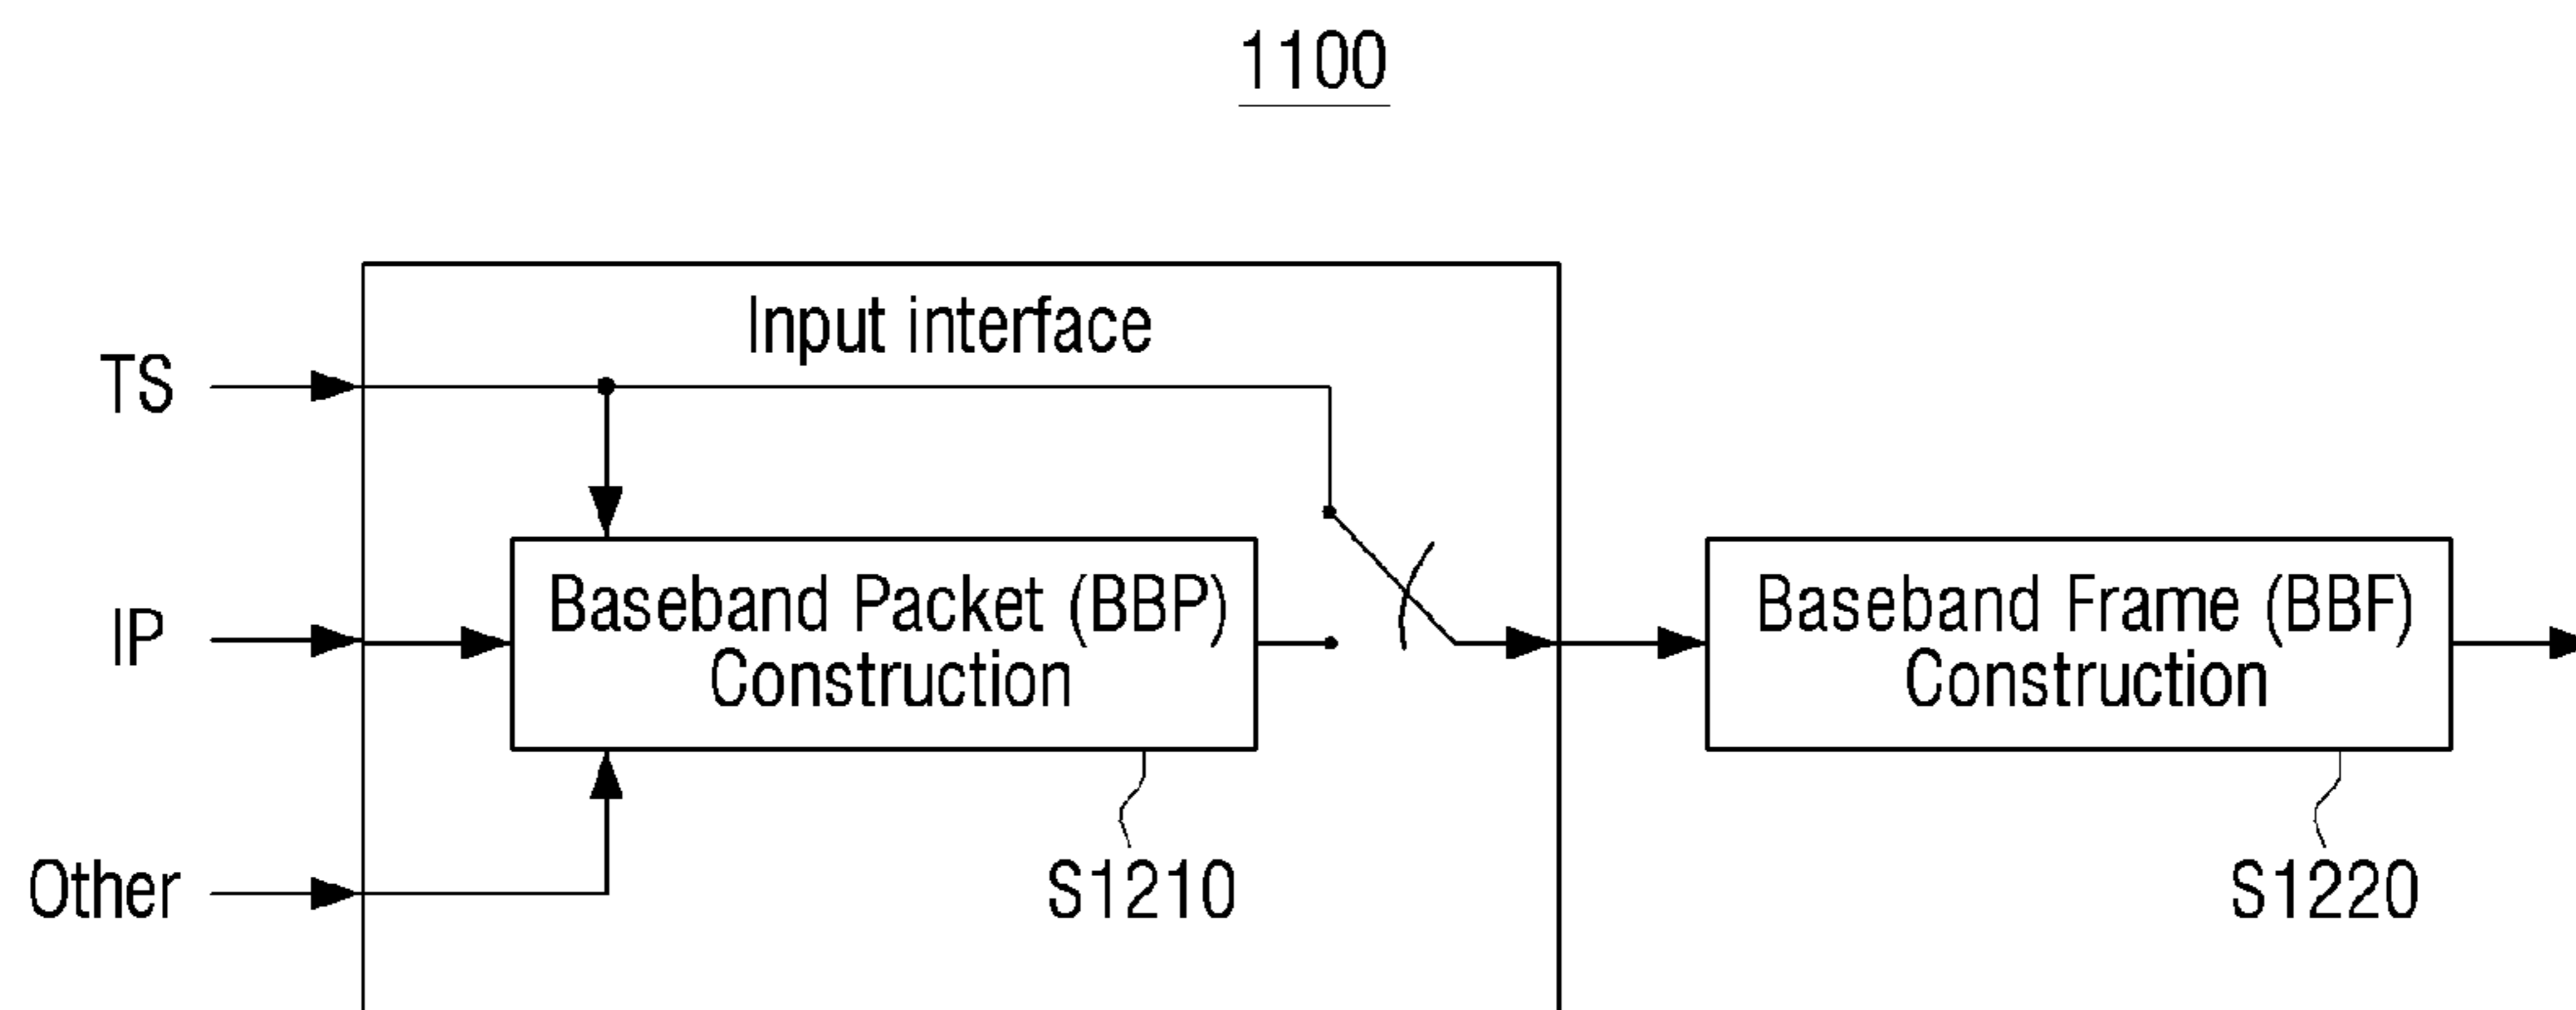 1100
Input interface
TS
IP
Other
Baseband Packet (BBP)
Construction
S1210
Baseband Frame (BBF)
Construction
S1220